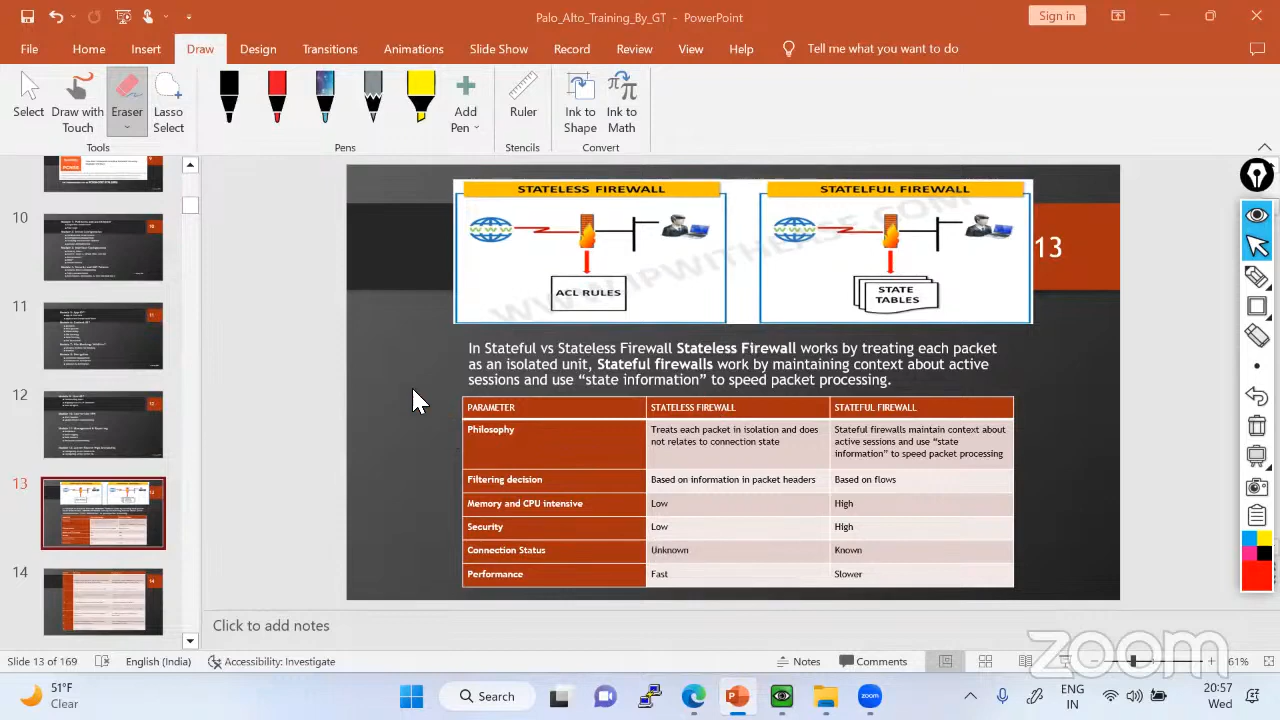 Palo_Alto_Training_By_GT - PowerPoint
Sign in
File Home Insert Draw Design Transitions Animations Slide Show Record Review View Help Tell me what you want to do
Select Draw with Touch Eraser Lasso Select
Add Pen
Ruler
Ink to Shape
Ink to Math
Tools Pens Stencils Convert
10
11
12
13
14
STATELESS FIREWALL
STATELFUL FIREWALL
ACL RULES
STATE
TABLES
13
In Stateful vs Stateless Firewall Stateless Firewall works by treating each packet
as an isolated unit, Stateful firewalls work by maintaining context about active
sessions and use “state information” to speed packet processing.
PARAMETER STATELESS FIREWALL STATEFUL FIREWALL
Philosophy
Treats each packet in isolation and does
not relates to connection state
Stateful firewalls maintain context about
active sessions and use “state
information” to speed packet processing
Filtering decision Based on information in packet headers Based on flows
Memory and CPU intensive Low High
Security Low High
Connection Status Unknown Known
Performance Fast Slower
Click to add notes
zoom
Slide 13 of 169 English (India) Accessibility: Investigate Notes Comments 61%
51°F
Clear
Search
zoom
ENG
IN
20:57
Wed